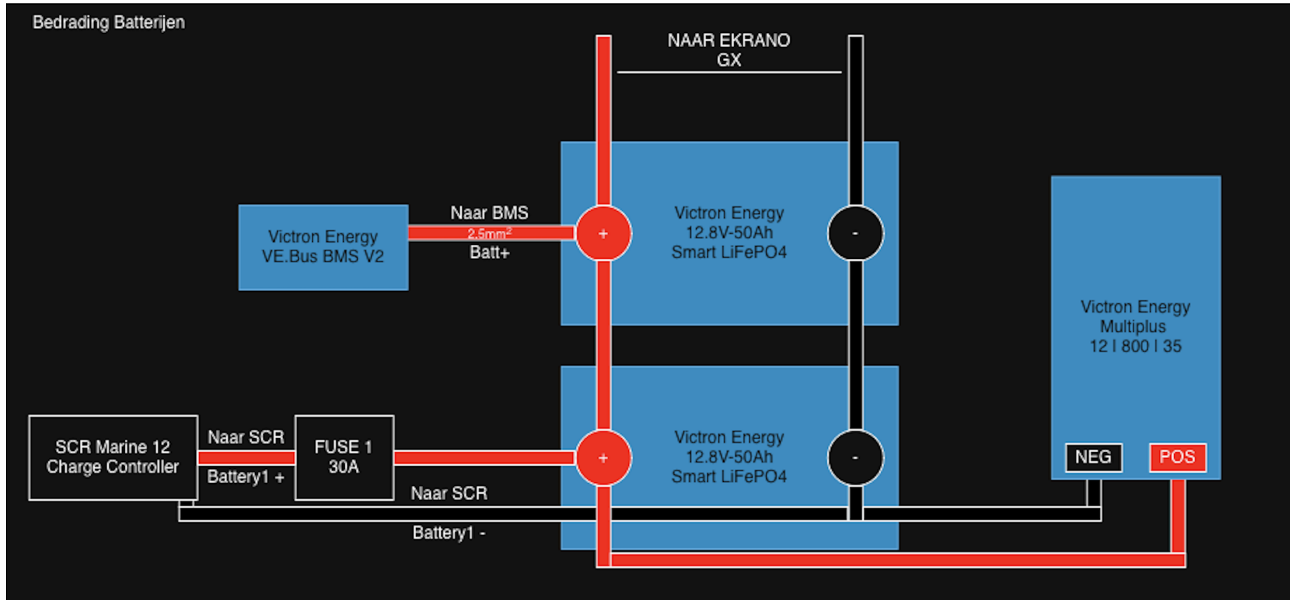 Bedrading Batterijen
NAAR EKRANO
GX
Victron Energy
VE.Bus BMS V2
Naar BMS
2.5mm²
Batt+
+
Victron Energy
12.8V-50Ah
Smart LiFePO4
-
Victron Energy
Multiplus
12 | 800 | 35
NEG
POS
SCR Marine 12
Charge Controller
Naar SCR
Battery1 +
FUSE 1
30A
+
Victron Energy
12.8V-50Ah
Smart LiFePO4
-
Naar SCR
Battery1 -